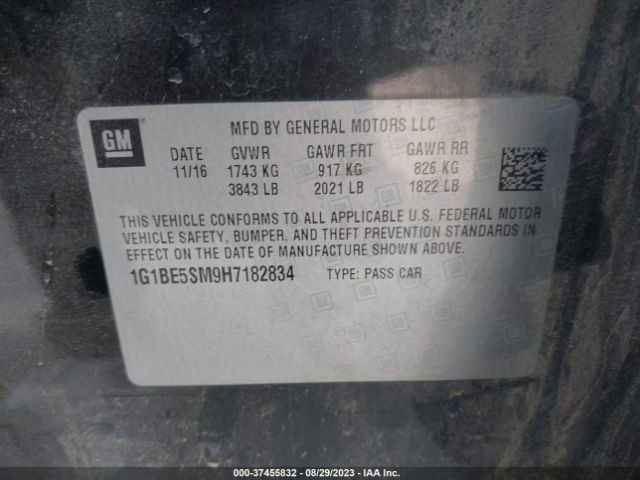 GM
MFD BY GENERAL MOTORS LLC
DATE GVWR GAWR FRT GAWR RR
11/16 1743 KG 917 KG 826 KG
3843 LB 2021 LB 1822 LB
THIS VEHICLE CONFORMS TO ALL APPLICABLE U.S. FEDERAL MOTOR
VEHICLE SAFETY, BUMPER, AND THEFT PREVENTION STANDARDS
IN EFFECT ON THE DATE OF MANUFACTURE SHOWN ABOVE.
1G1BE5SM9H7182834 TYPE: PASS CAR
000-37455832 - 08/29/2023 - IAA Inc.